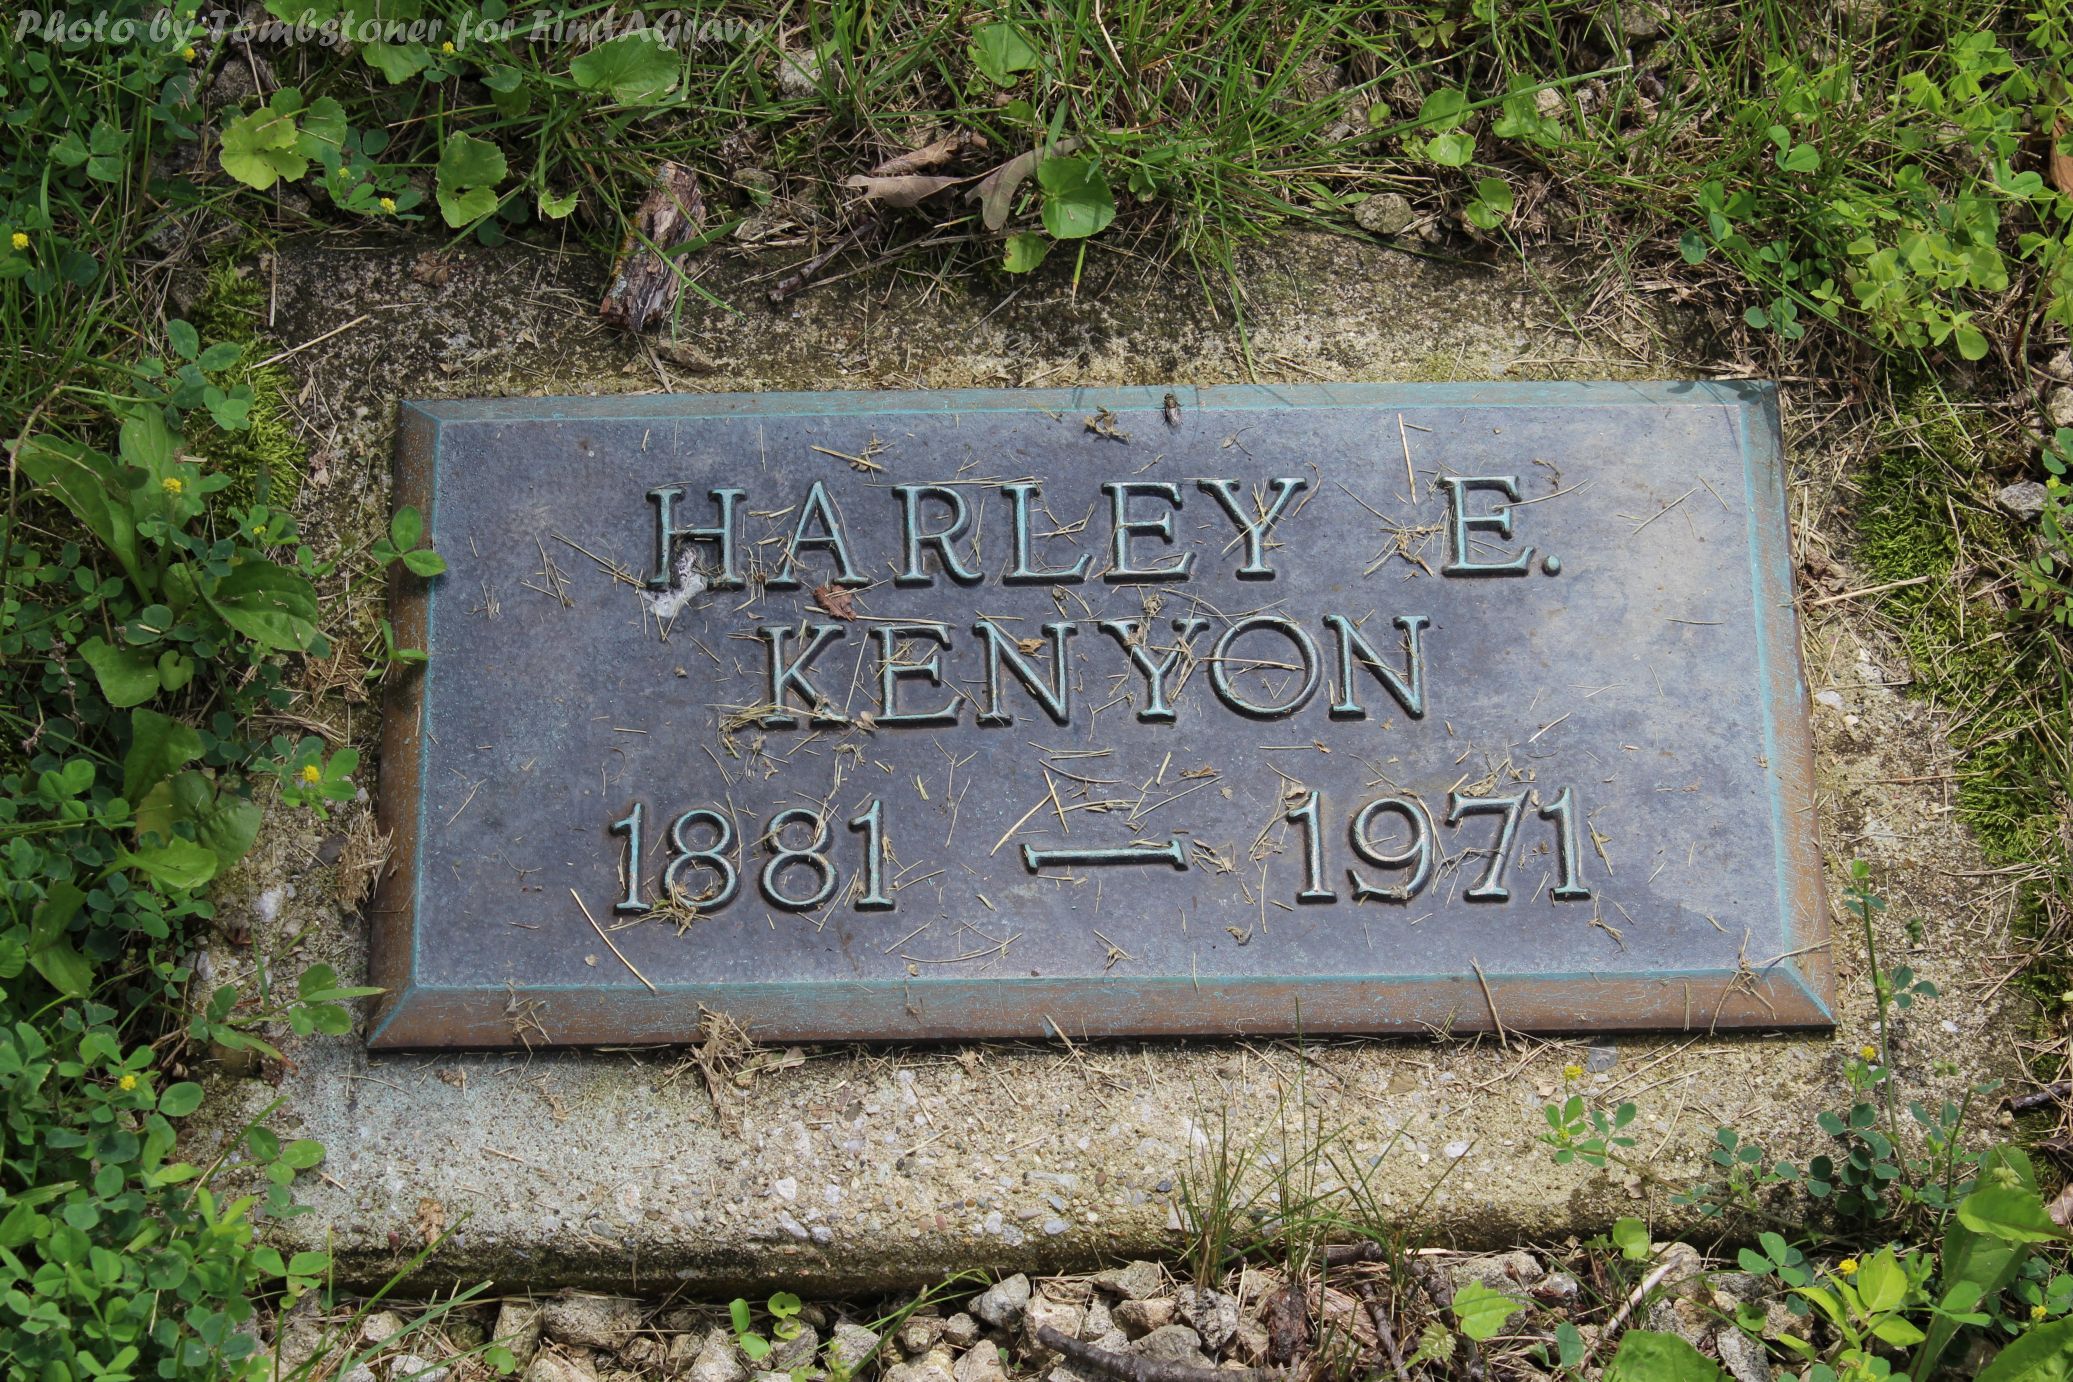 Photo by Tombstoner for FindAGrave
HARLEY E.
KENYON
1881 — 1971